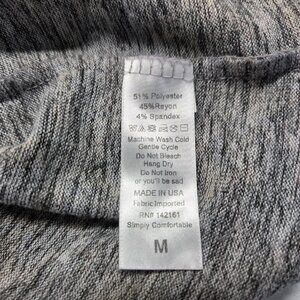 51% Polyester
45%Rayon
4% Spandex
Machine Wash Cold
Gentle Cycle
Do Not Bleach
Hang Dry
Do Not Iron
or you'll be sad
MADE IN USA
Fabric Imported
RN# 142161
Simply Comfortable
M